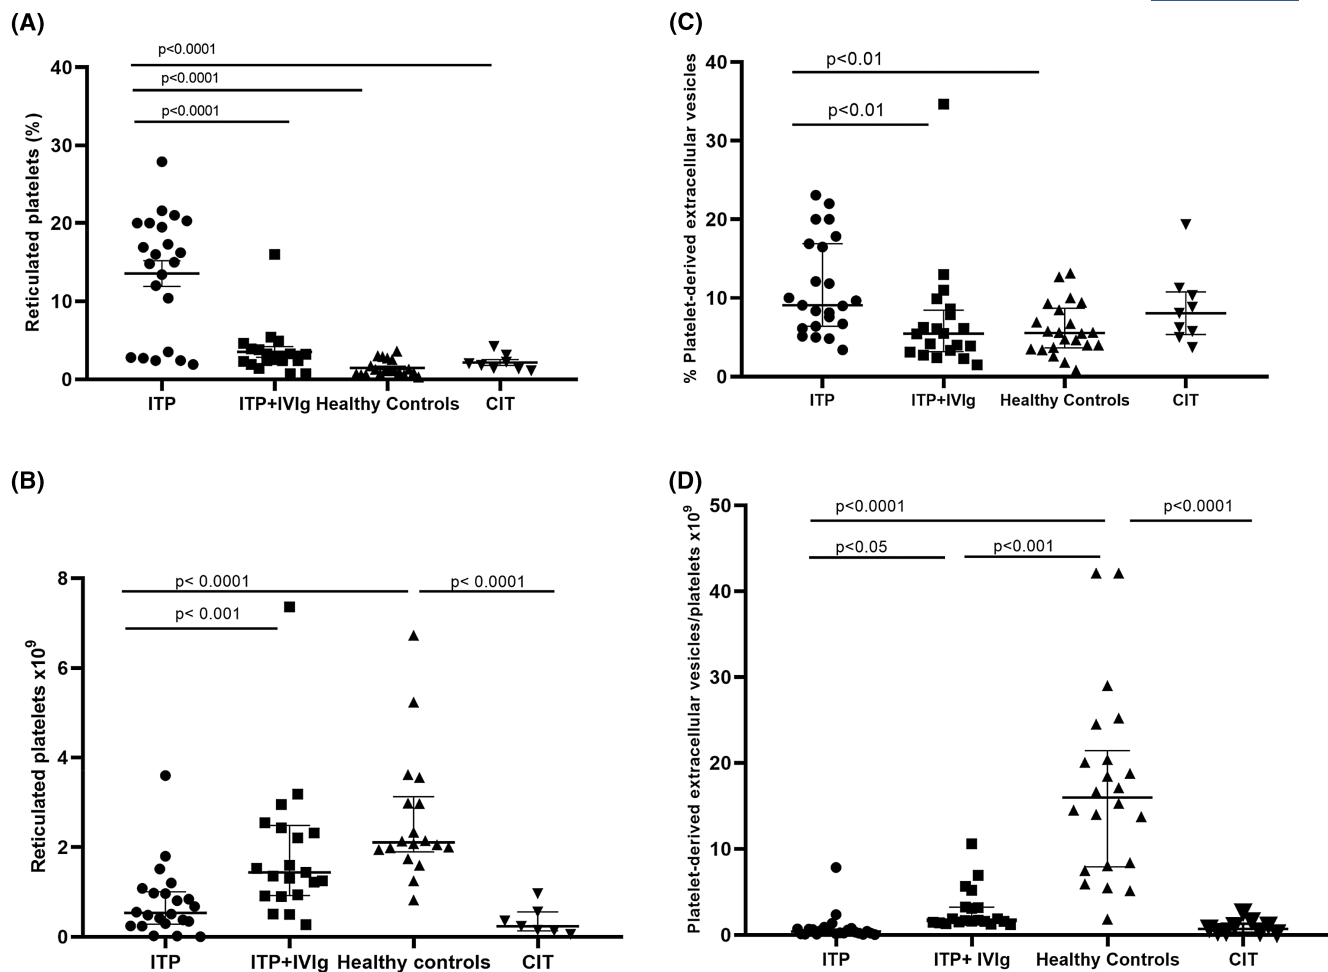 (A)
p<0.0001
p<0.0001
p<0.0001
Reticulated platelets (%)
40
30
20
10
0
ITP
ITP+IVIg
Healthy Controls
CIT
(C)
p<0.01
p<0.01
% Platelet-derived extracellular vesicles
40
30
20
10
0
ITP
ITP+IVIg
Healthy Controls
CIT
(B)
p< 0.0001
p< 0.0001
p< 0.001
Reticulated platelets x10⁹
8
6
4
2
0
ITP
ITP+IVIg
Healthy controls
CIT
(D)
p<0.0001
p<0.0001
p<0.05
p<0.001
Platelet-derived extracellular vesicles/platelets x10⁹
50
40
30
20
10
0
ITP
ITP+ IVIg
Healthy Controls
CIT